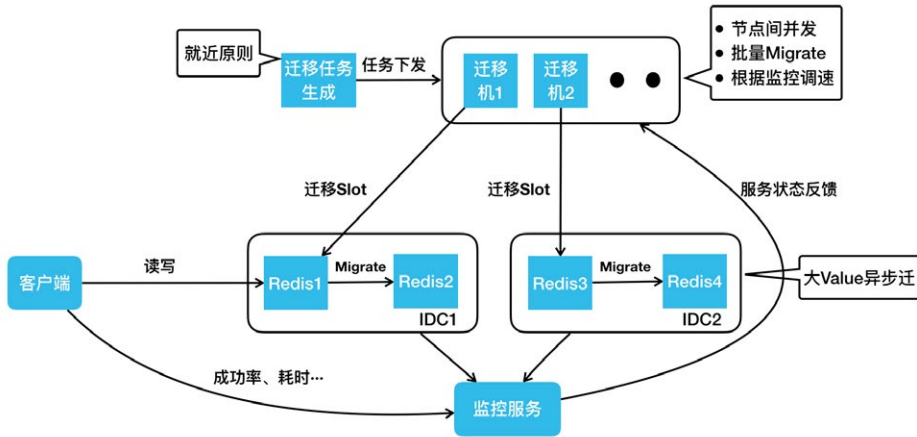 就近原则
迁移任务
生成
任务下发
迁移
机1
迁移
机2
● 节点间并发
● 批量Migrate
● 根据监控调速
迁移Slot
迁移Slot
服务状态反馈
客户端
读写
Redis1
Migrate
Redis2
IDC1
Redis3
Migrate
Redis4
IDC2
大Value异步迁
成功率、耗时…
监控服务